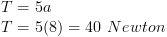 T = 5a
T = 5(8) = 40 Newton